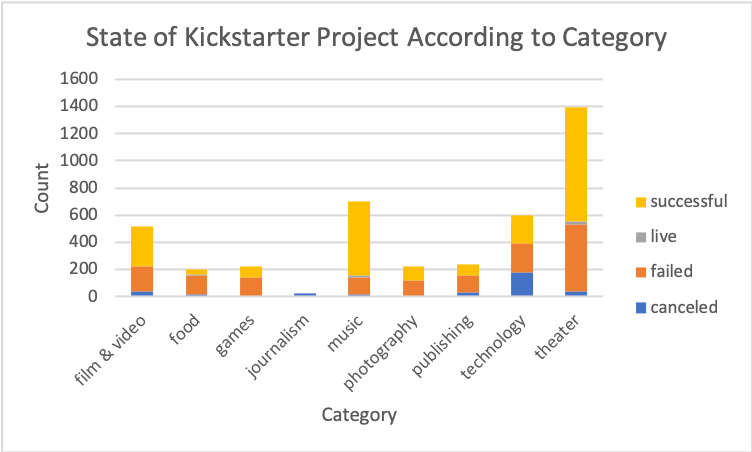 State of Kickstarter Project According to Category
1600
1400
1200
1000
800
600
400
200
0
Count
film & video
food
games
journalism
music
photography
publishing
technology
theater
Category
successful
live
failed
canceled